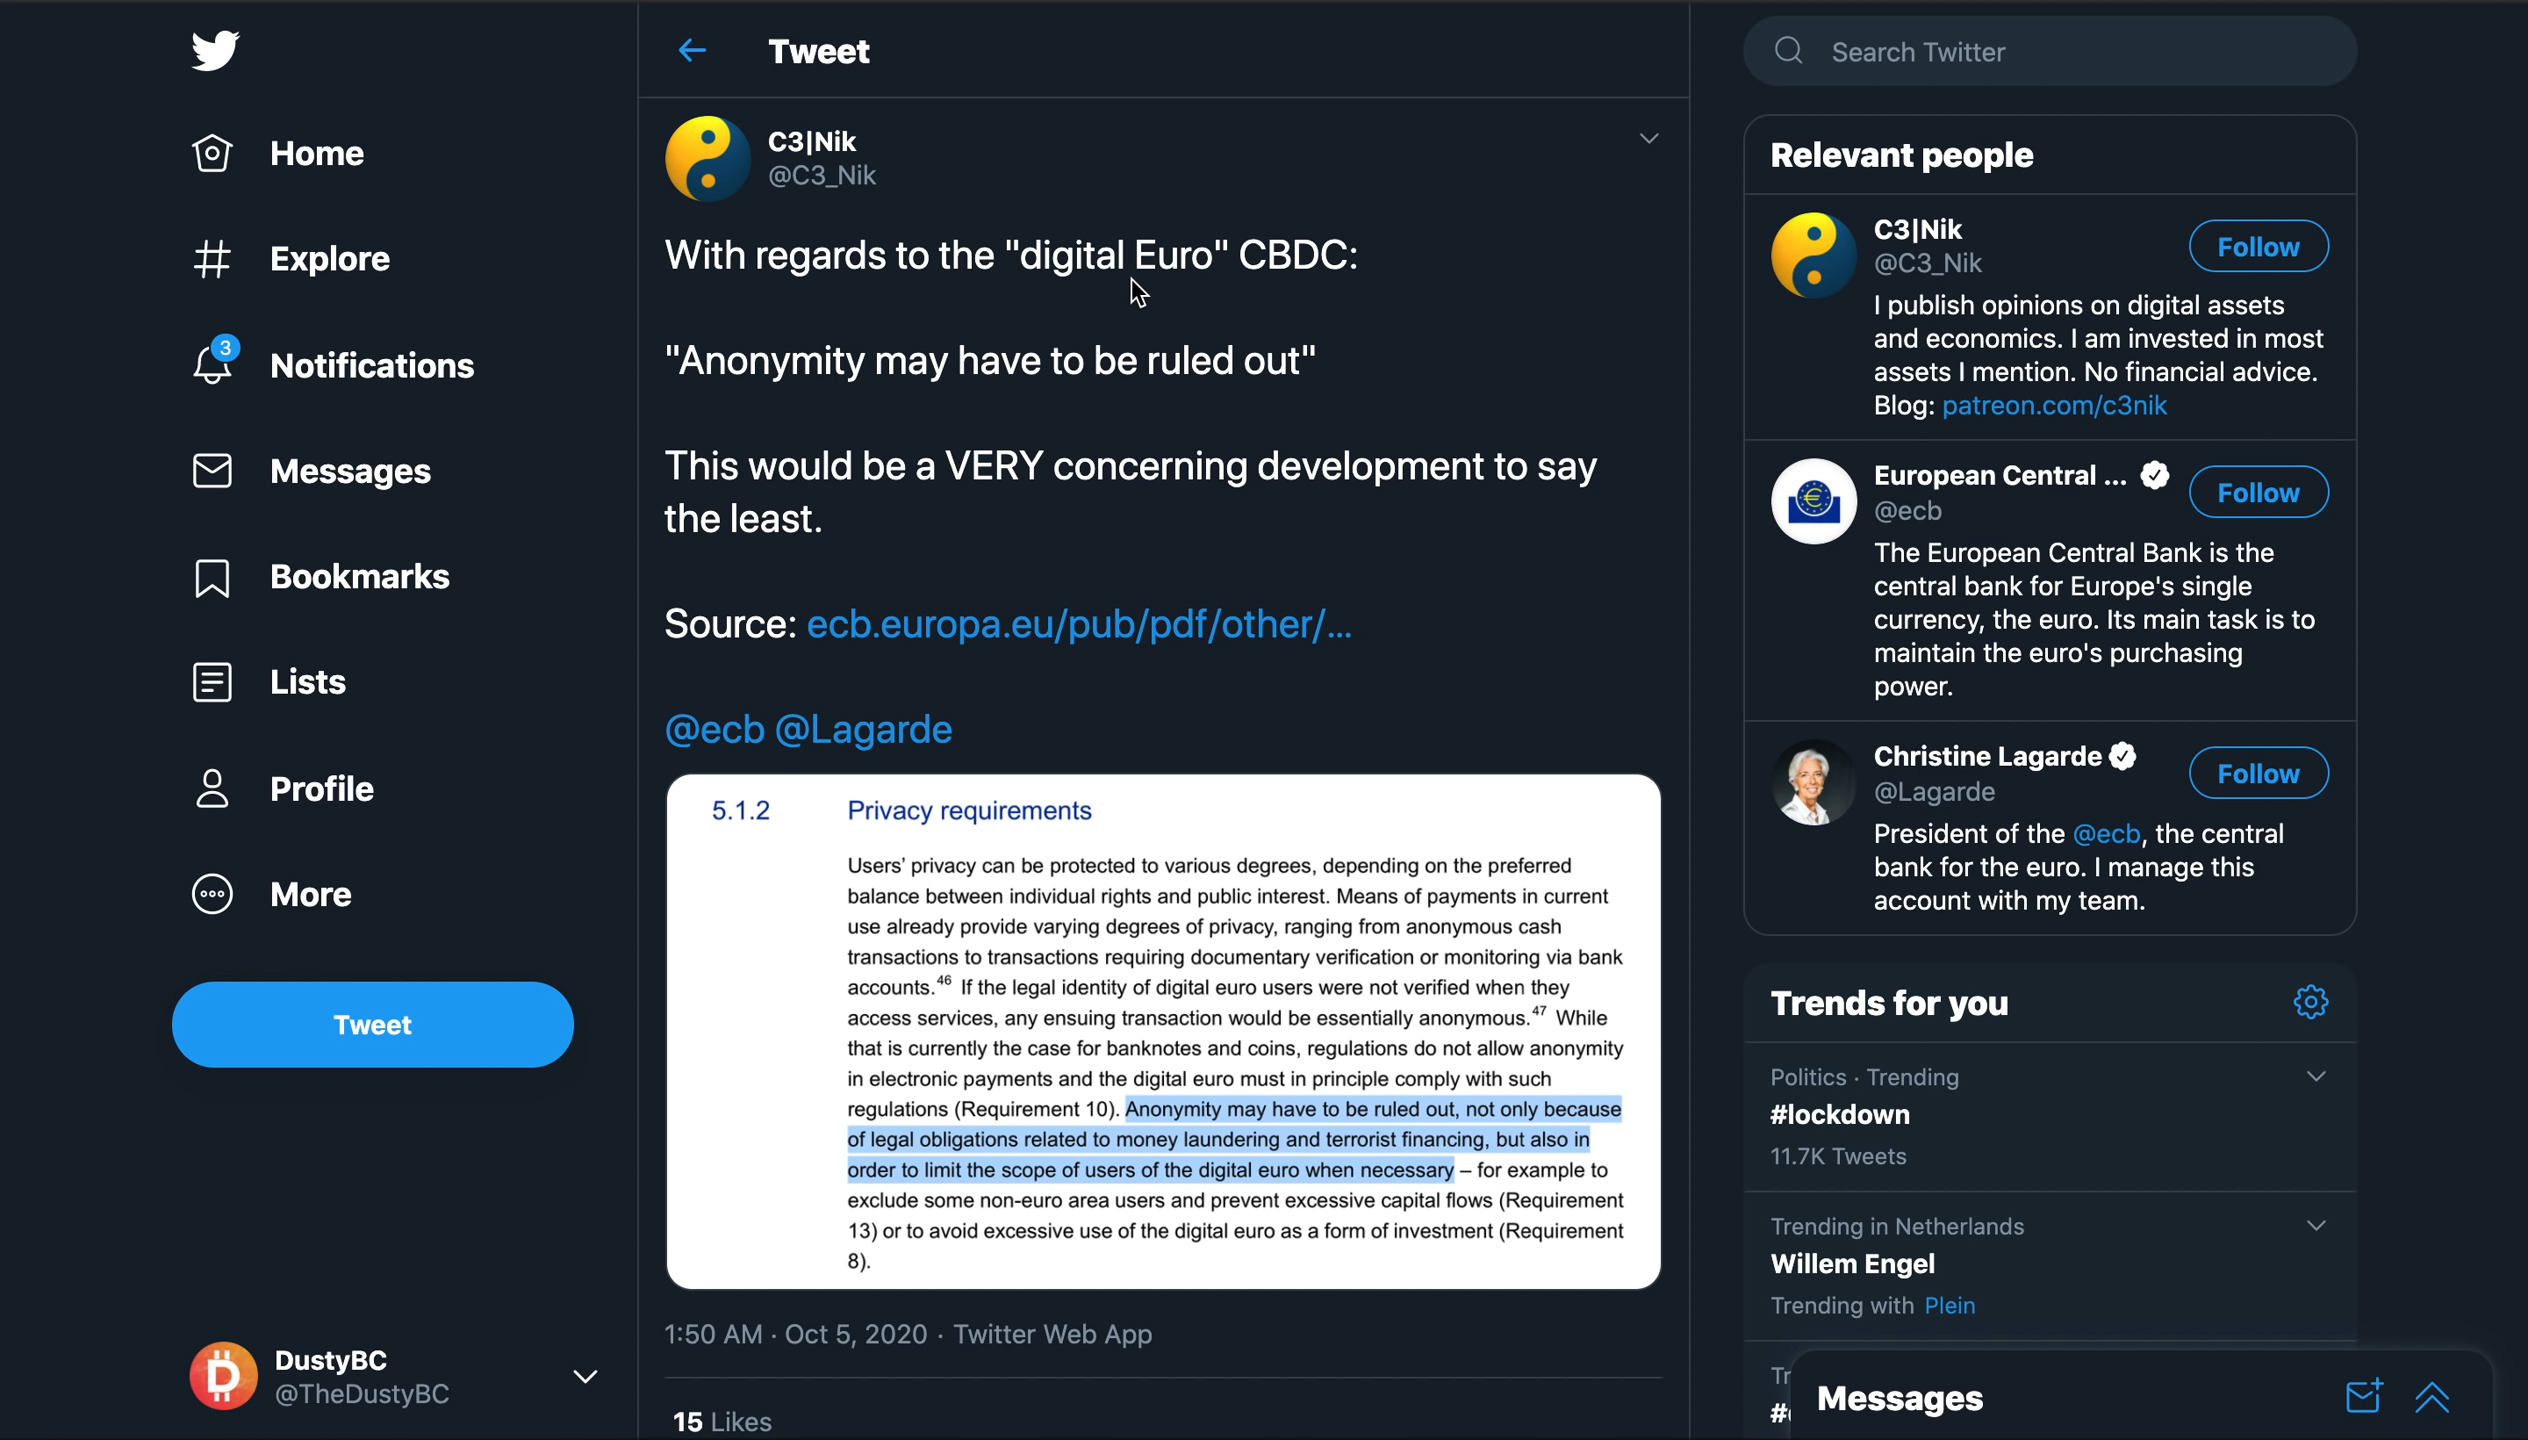 Home
Explore
3
Notifications
Messages
Bookmarks
Lists
Profile
More
Tweet
DustyBC
@TheDustyBC
Tweet
C3|Nik
@C3_Nik
With regards to the "digital Euro" CBDC:
"Anonymity may have to be ruled out"
This would be a VERY concerning development to say
the least.
Source: ecb.europa.eu/pub/pdf/other/...
@ecb @Lagarde
5.1.2 Privacy requirements
Users’ privacy can be protected to various degrees, depending on the preferred
balance between individual rights and public interest. Means of payments in current
use already provide varying degrees of privacy, ranging from anonymous cash
transactions to transactions requiring documentary verification or monitoring via bank
accounts.46 If the legal identity of digital euro users were not verified when they
access services, any ensuing transaction would be essentially anonymous.47 While
that is currently the case for banknotes and coins, regulations do not allow anonymity
in electronic payments and the digital euro must in principle comply with such
regulations (Requirement 10). Anonymity may have to be ruled out, not only because
of legal obligations related to money laundering and terrorist financing, but also in
order to limit the scope of users of the digital euro when necessary – for example to
exclude some non-euro area users and prevent excessive capital flows (Requirement
13) or to avoid excessive use of the digital euro as a form of investment (Requirement
8).
1:50 AM · Oct 5, 2020 · Twitter Web App
15 Likes
Search Twitter
Relevant people
C3|Nik
@C3_Nik
Follow
I publish opinions on digital assets
and economics. I am invested in most
assets I mention. No financial advice.
Blog: patreon.com/c3nik
European Central ...
@ecb
Follow
The European Central Bank is the
central bank for Europe's single
currency, the euro. Its main task is to
maintain the euro's purchasing
power.
Christine Lagarde
@Lagarde
Follow
President of the @ecb, the central
bank for the euro. I manage this
account with my team.
Trends for you
Politics · Trending
#lockdown
11.7K Tweets
Trending in Netherlands
Willem Engel
Trending with Plein
Messages